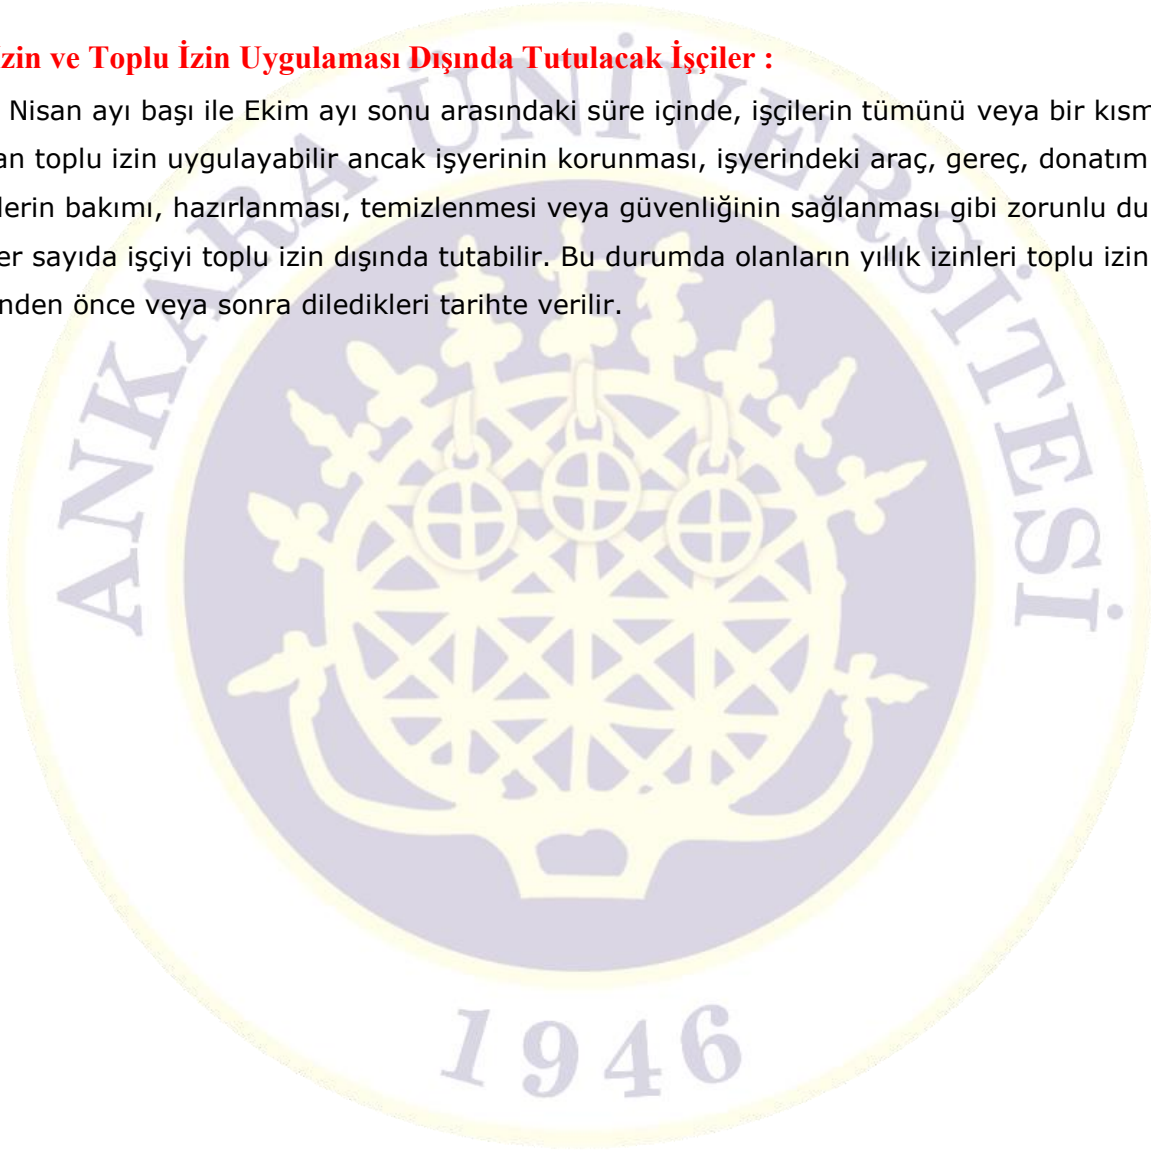 zin ve Toplu İzin Uygulaması Dışında Tutulacak İşçiler :
Nisan ayı başı ile Ekim ayı sonu arasındaki süre içinde, işçilerin tümünü veya bir kısm
an toplu izin uygulayabilir ancak işyerinin korunması, işyerindeki araç, gereç, donatım
lerin bakımı, hazırlanması, temizlenmesi veya güvenliğinin sağlanması gibi zorunlu du
er sayıda işçiyi toplu izin dışında tutabilir. Bu durumda olanların yıllık izinleri toplu izin
nden önce veya sonra diledikleri tarihte verilir.
ANKARA ÜNİVERSİTESİ
1946